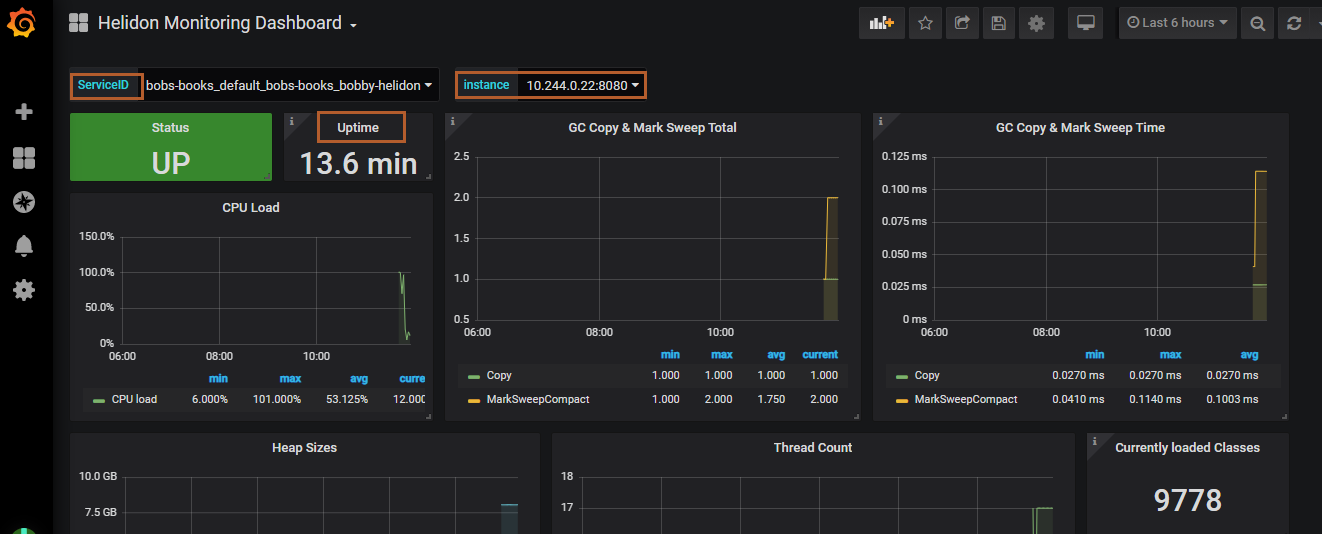 Helidon Monitoring Dashboard
Last 6 hours
ServiceID bobs-books_default_bobs-books_bobby-helidon
instance 10.244.0.22:8080
Status
UP
i
Uptime
13.6 min
CPU Load
150.0%
100.0%
50.0%
0%
06:00 08:00 10:00
min max avg curre
CPU load 6.000% 101.000% 53.125% 12.000
i
GC Copy & Mark Sweep Total
2.5
2.0
1.5
1.0
0.5
06:00 08:00 10:00
min max avg current
Copy 1.000 1.000 1.000 1.000
MarkSweepCompact 1.000 2.000 1.750 2.000
i
GC Copy & Mark Sweep Time
0.125 ms
0.100 ms
0.075 ms
0.050 ms
0.025 ms
0 ms
06:00 08:00 10:00
min max avg
Copy 0.0270 ms 0.0270 ms 0.0270 ms
MarkSweepCompact 0.0410 ms 0.1140 ms 0.1003 ms
Heap Sizes
10.0 GB
7.5 GB
Thread Count
18
17
i
Currently loaded Classes
9778